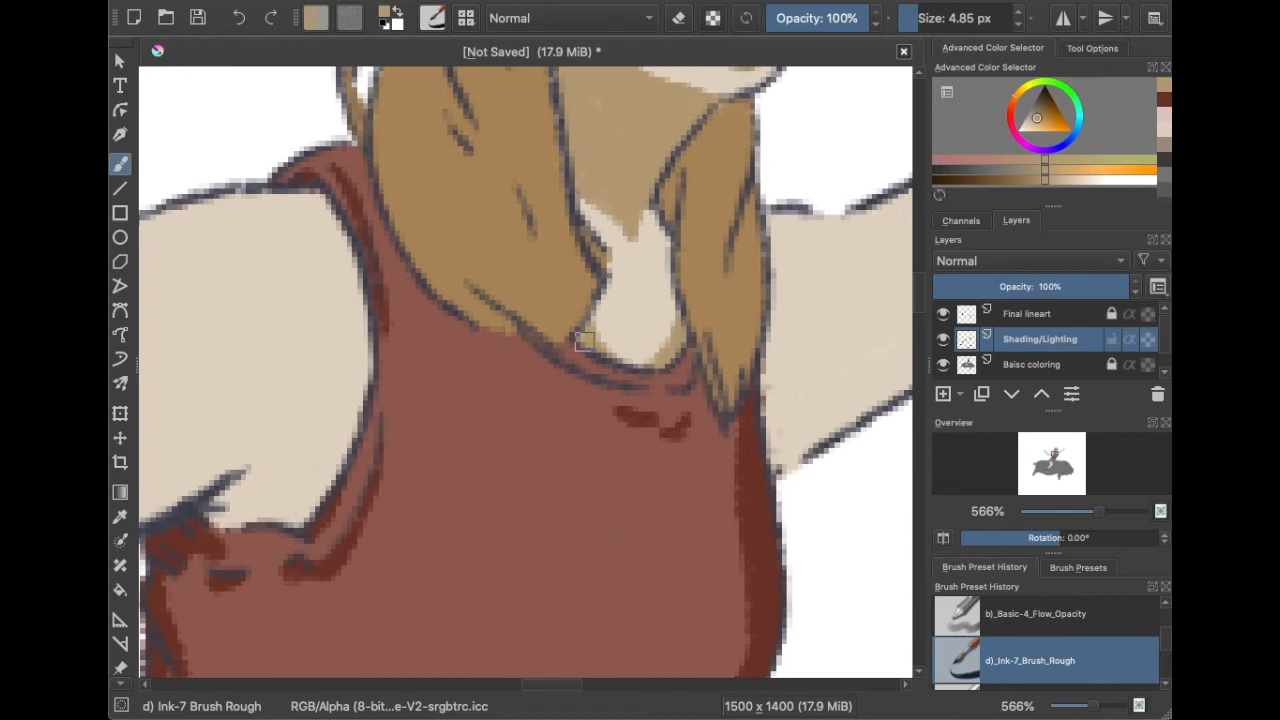 Normal
Opacity: 100%
Size: 4.85 px
[Not Saved] (17.9 MiB) *
Advanced Color Selector
Tool Options
Advanced Color Selector
Channels
Layers
Layers
Normal
Opacity: 100%
Final lineart
Shading/Lighting
Baisc coloring
Overview
566%
Rotation: 0.00°
Brush Preset History
Brush Presets
Brush Preset History
b)_Basic-4_Flow_Opacity
d)_Ink-7_Brush_Rough
d) Ink-7 Brush Rough
RGB/Alpha (8-bit...e-V2-srgbtrc.icc
1500 x 1400 (17.9 MiB)
566%